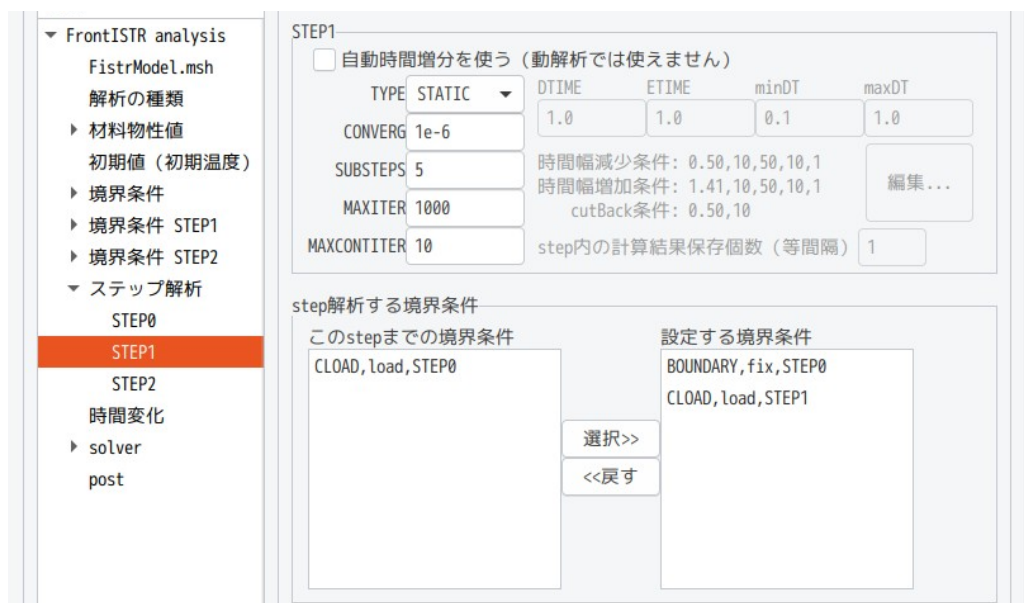 FrontISTR analysis
FistrModel.msh
解析の種類
材料物性値
初期値（初期温度）
境界条件
境界条件 STEP1
境界条件 STEP2
ステップ解析
STEP0
STEP1
STEP2
時間変化
solver
post
STEP1
自動時間増分を使う（動解析では使えません）
TYPE STATIC
CONVERG 1e-6
SUBSTEPS 5
MAXITER 1000
MAXCONTITER 10
DTIME ETIME minDT maxDT
1.0 1.0 0.1 1.0
時間幅減少条件: 0.50,10,50,10,1
時間幅増加条件: 1.41,10,50,10,1
cutBack条件: 0.50,10
編集...
step内の計算結果保存個数（等間隔） 1
step解析する境界条件
このstepまでの境界条件
CLOAD,load,STEP0
選択>>
<<戻す
設定する境界条件
BOUNDARY,fix,STEP0
CLOAD,load,STEP1